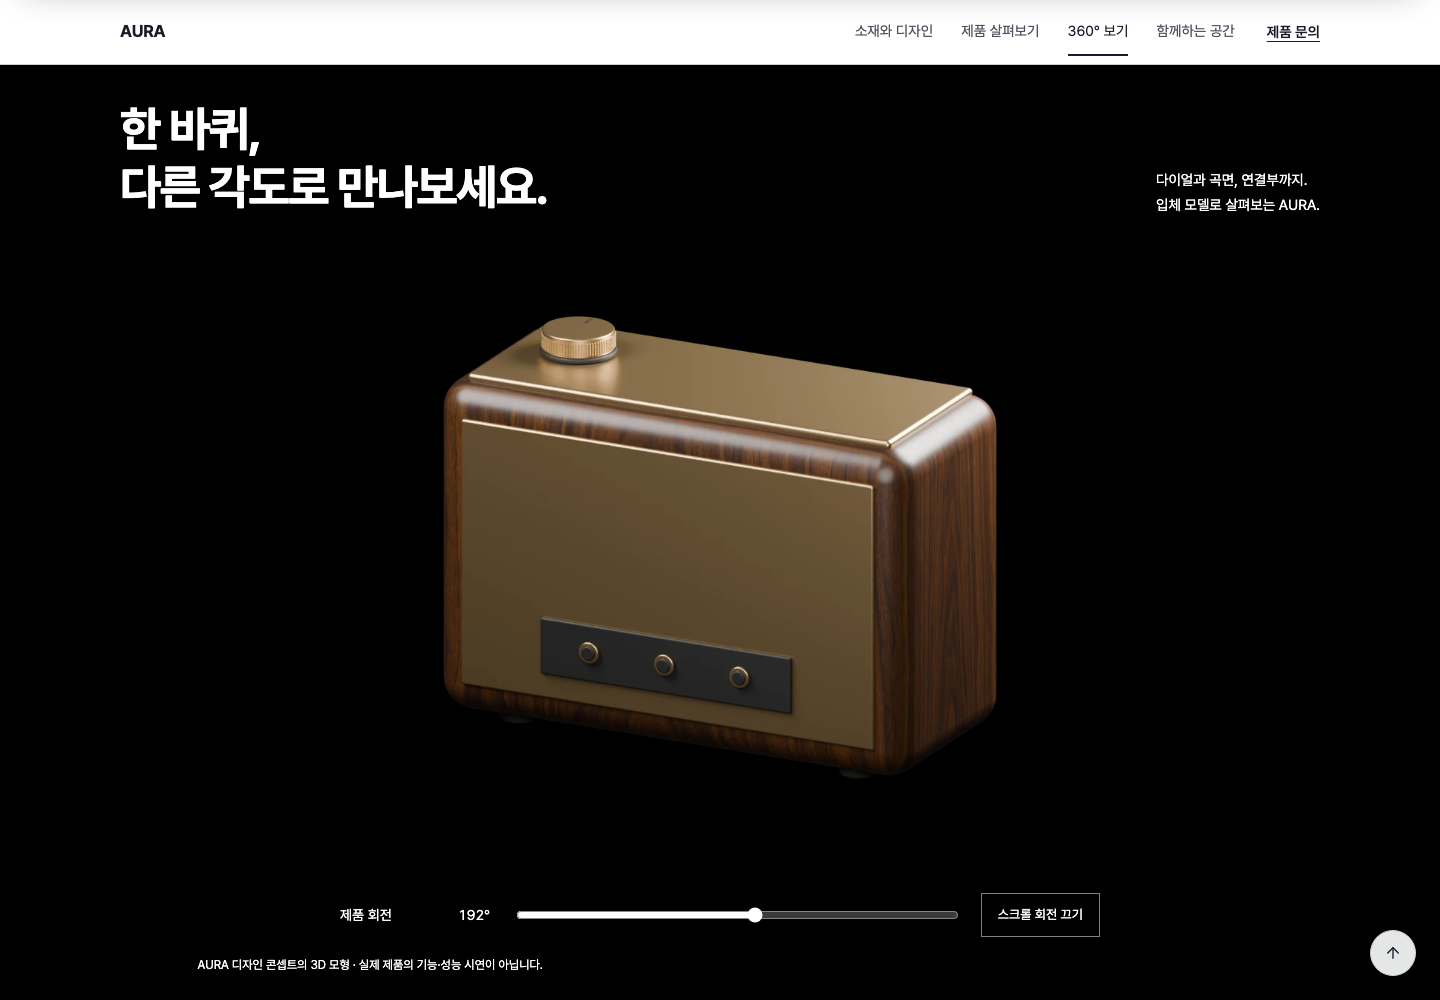 AURA
소재와 디자인
제품 살펴보기
360° 보기
함께하는 공간
제품 문의
한 바퀴,
다른 각도로 만나보세요.
다이얼과 곡면, 연결부까지.
입체 모델로 살펴보는 AURA.
제품 회전
192°
스크롤 회전 끄기
AURA 디자인 콘셉트의 3D 모형 · 실제 제품의 기능·성능 시연이 아닙니다.